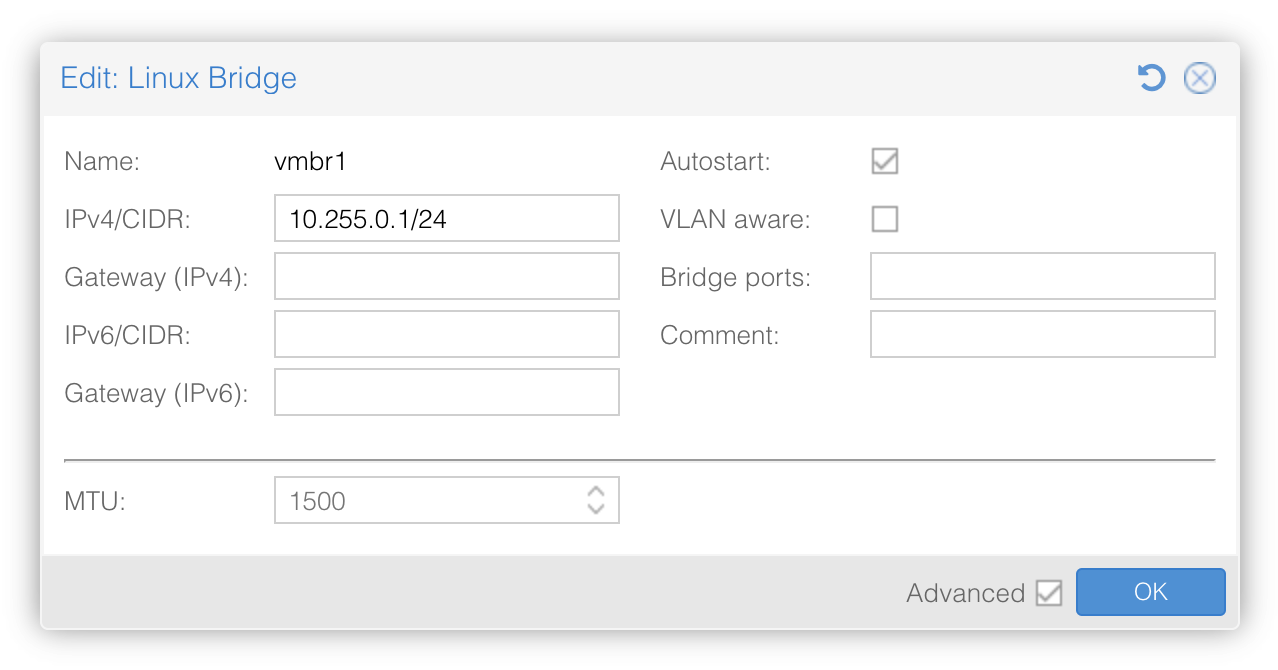 Edit: Linux Bridge
Name: vmbr1
Autostart:
IPv4/CIDR: 10.255.0.1/24
VLAN aware:
Gateway (IPv4):
Bridge ports:
IPv6/CIDR:
Comment:
Gateway (IPv6):
MTU: 1500
Advanced
OK